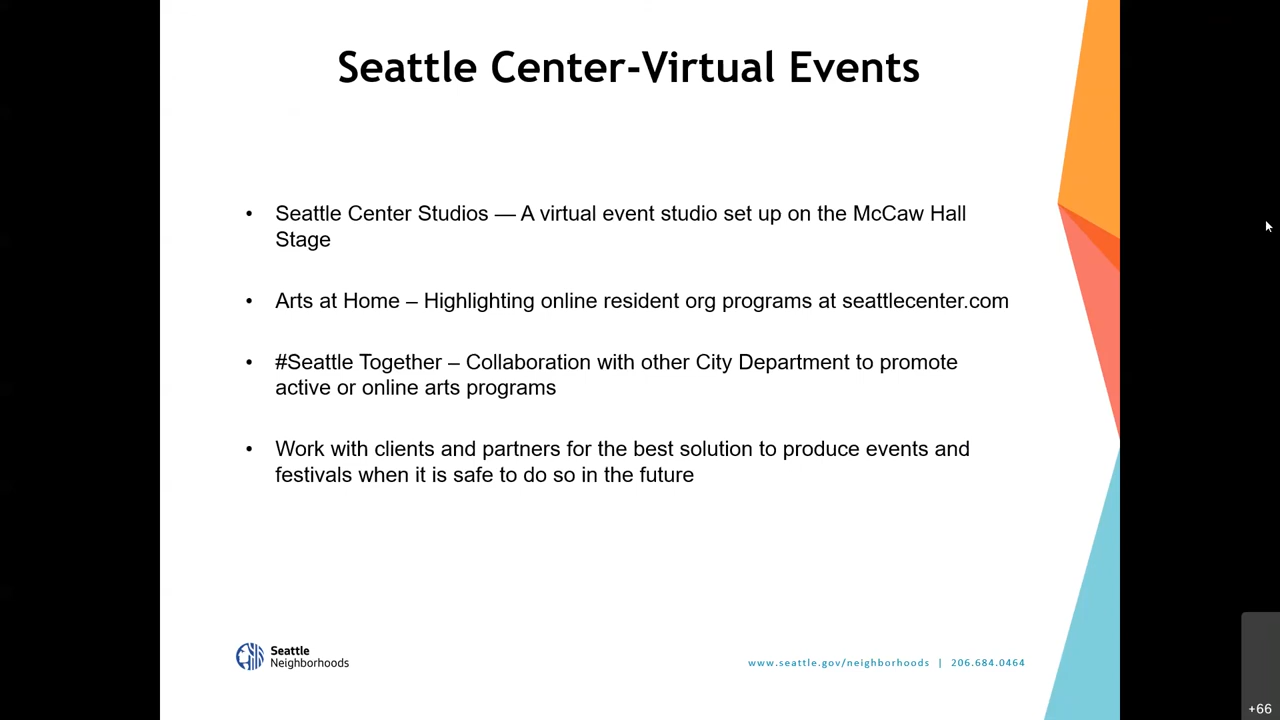 Seattle Center-Virtual Events
• Seattle Center Studios — A virtual event studio set up on the McCaw Hall
Stage
• Arts at Home – Highlighting online resident org programs at seattlecenter.com
• #Seattle Together – Collaboration with other City Department to promote
active or online arts programs
• Work with clients and partners for the best solution to produce events and
festivals when it is safe to do so in the future
Seattle
Neighborhoods
www.seattle.gov/neighborhoods | 206.684.0464
+66